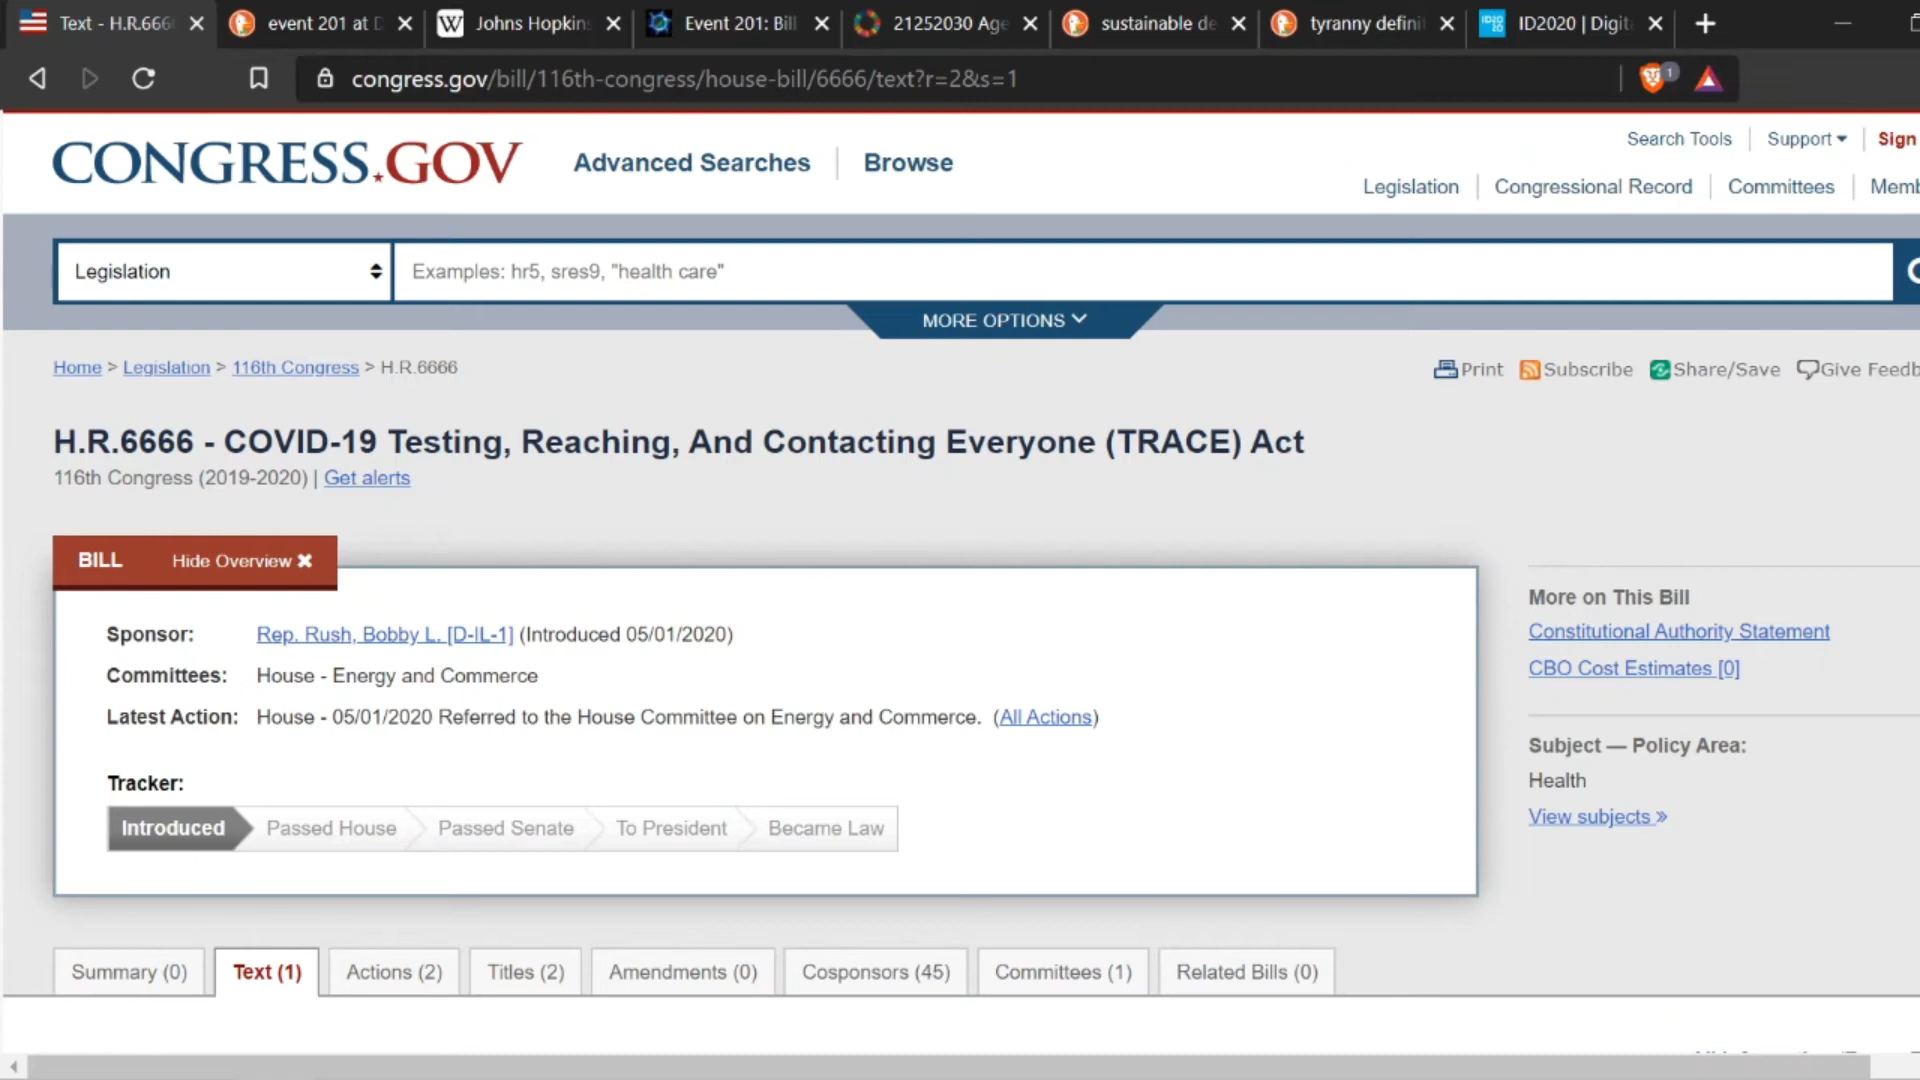 Text - H.R.666
event 201 at D
Johns Hopkins
Event 201: Bill
21252030 Age
sustainable de
tyranny defini
ID2020 | Digit
congress.gov/bill/116th-congress/house-bill/6666/text?r=2&s=1
1
CONGRESS.GOV
Advanced Searches
Browse
Search Tools
Support
Sign
Legislation
Congressional Record
Committees
Memb
Legislation
Examples: hr5, sres9, "health care"
MORE OPTIONS
Home > Legislation > 116th Congress > H.R.6666
Print
Subscribe
Share/Save
Give Feedb
H.R.6666 - COVID-19 Testing, Reaching, And Contacting Everyone (TRACE) Act
116th Congress (2019-2020) | Get alerts
BILL
Hide Overview ✖
Sponsor: Rep. Rush, Bobby L. [D-IL-1] (Introduced 05/01/2020)
Committees: House - Energy and Commerce
Latest Action: House - 05/01/2020 Referred to the House Committee on Energy and Commerce. (All Actions)
Tracker:
Introduced
Passed House
Passed Senate
To President
Became Law
More on This Bill
Constitutional Authority Statement
CBO Cost Estimates [0]
Subject — Policy Area:
Health
View subjects »
Summary (0)
Text (1)
Actions (2)
Titles (2)
Amendments (0)
Cosponsors (45)
Committees (1)
Related Bills (0)